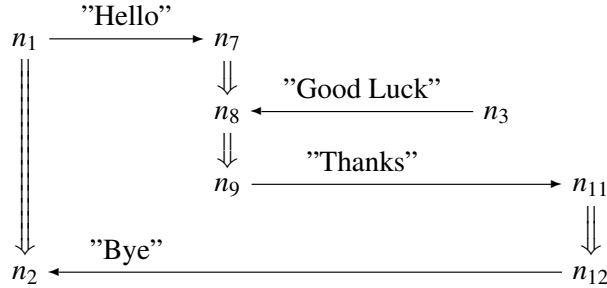 ”Hello”
n1 n7
”Good Luck”
n8 n3
”Thanks”
n9 n11
”Bye”
n2 n12